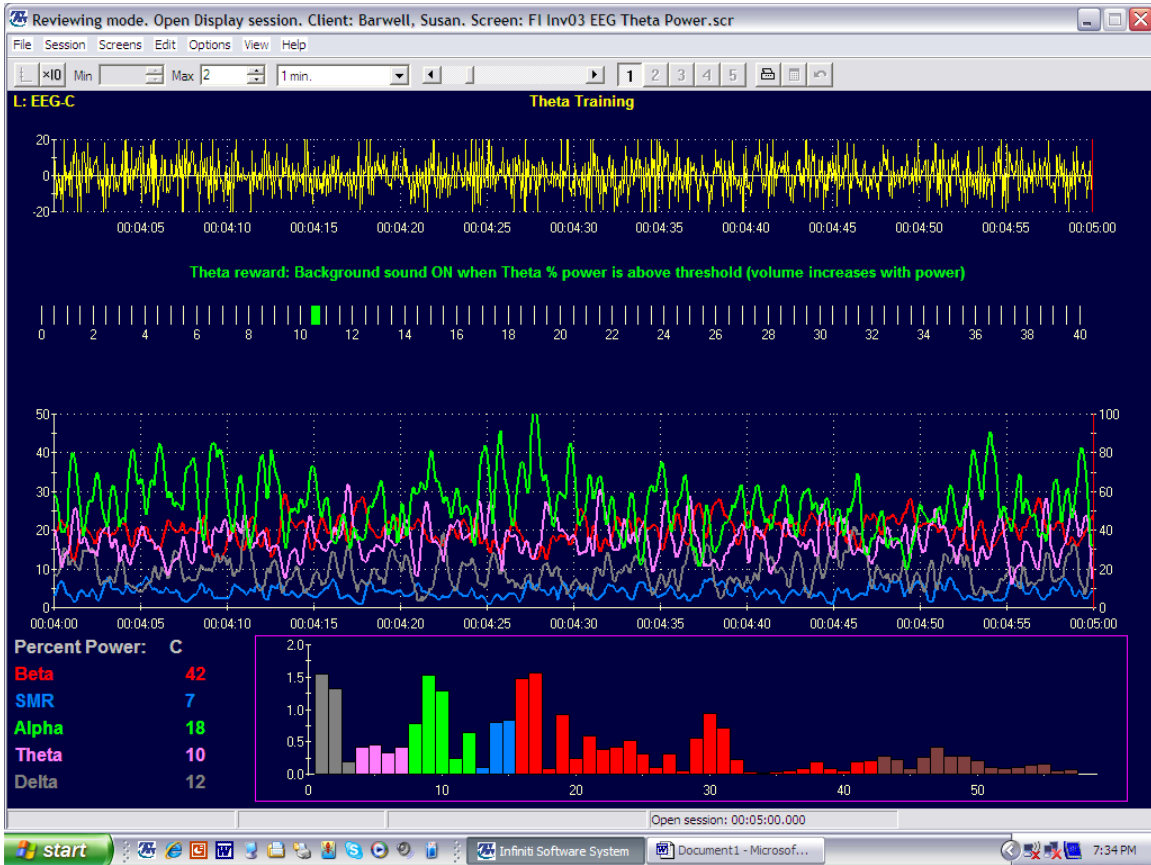 Reviewing mode. Open Display session. Client: Barwell, Susan. Screen: FI Inv03 EEG Theta Power.scr
File Session Screens Edit Options View Help
×10 Min Max 2 1 min. 1 2 3 4 5
L: EEG-C Theta Training
20
0
-20
00:04:05 00:04:10 00:04:15 00:04:20 00:04:25 00:04:30 00:04:35 00:04:40 00:04:45 00:04:50 00:04:55 00:05:00
Theta reward: Background sound ON when Theta % power is above threshold (volume increases with power)
0 2 4 6 8 10 12 14 16 18 20 22 24 26 28 30 32 34 36 38 40
50 100
40 80
30 60
20 40
10 20
0 0
00:04:00 00:04:05 00:04:10 00:04:15 00:04:20 00:04:25 00:04:30 00:04:35 00:04:40 00:04:45 00:04:50 00:04:55 00:05:00
Percent Power: C
Beta 42
SMR 7
Alpha 18
Theta 10
Delta 12
2.0
1.5
1.0
0.5
0.0
0 10 20 30 40 50
Open session: 00:05:00.000
start Infiniti Software System Document1 - Microsof... 7:34 PM